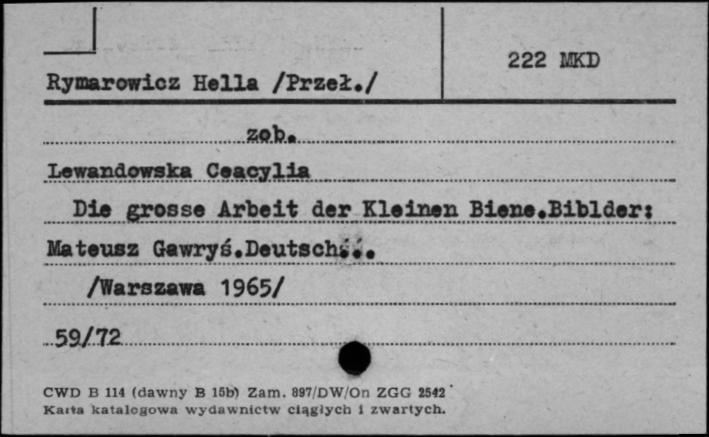 222 MKD
Rymarowicz Hella /Przeł./
zob.
Lewandowska Ceacylia
Die grosse Arbeit der Kleinen Biene.Biblder:
Mateusz Gawryś.Deutsch...
/Warszawa 1965/
59/72
CWD B 114 (dawny B 15b) Zam. 897/DW/On ZGG 2542
Karta katalogowa wydawnictw ciągłych i zwartych.